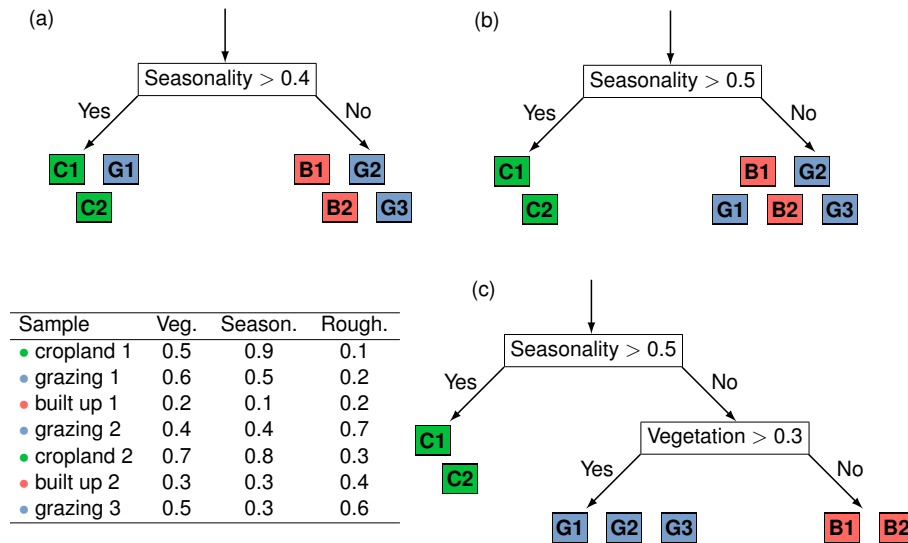 (a)
Seasonality > 0.4
Yes
No
C1 G1
C2
B1 G2
B2 G3
(b)
Seasonality > 0.5
Yes
No
C1
C2
B1 G2
G1 B2 G3
Sample Veg. Season. Rough.
cropland 1 0.5 0.9 0.1
grazing 1 0.6 0.5 0.2
built up 1 0.2 0.1 0.2
grazing 2 0.4 0.4 0.7
cropland 2 0.7 0.8 0.3
built up 2 0.3 0.3 0.4
grazing 3 0.5 0.3 0.6
(c)
Seasonality > 0.5
Yes
No
C1
C2
Vegetation > 0.3
Yes
No
G1 G2 G3
B1 B2